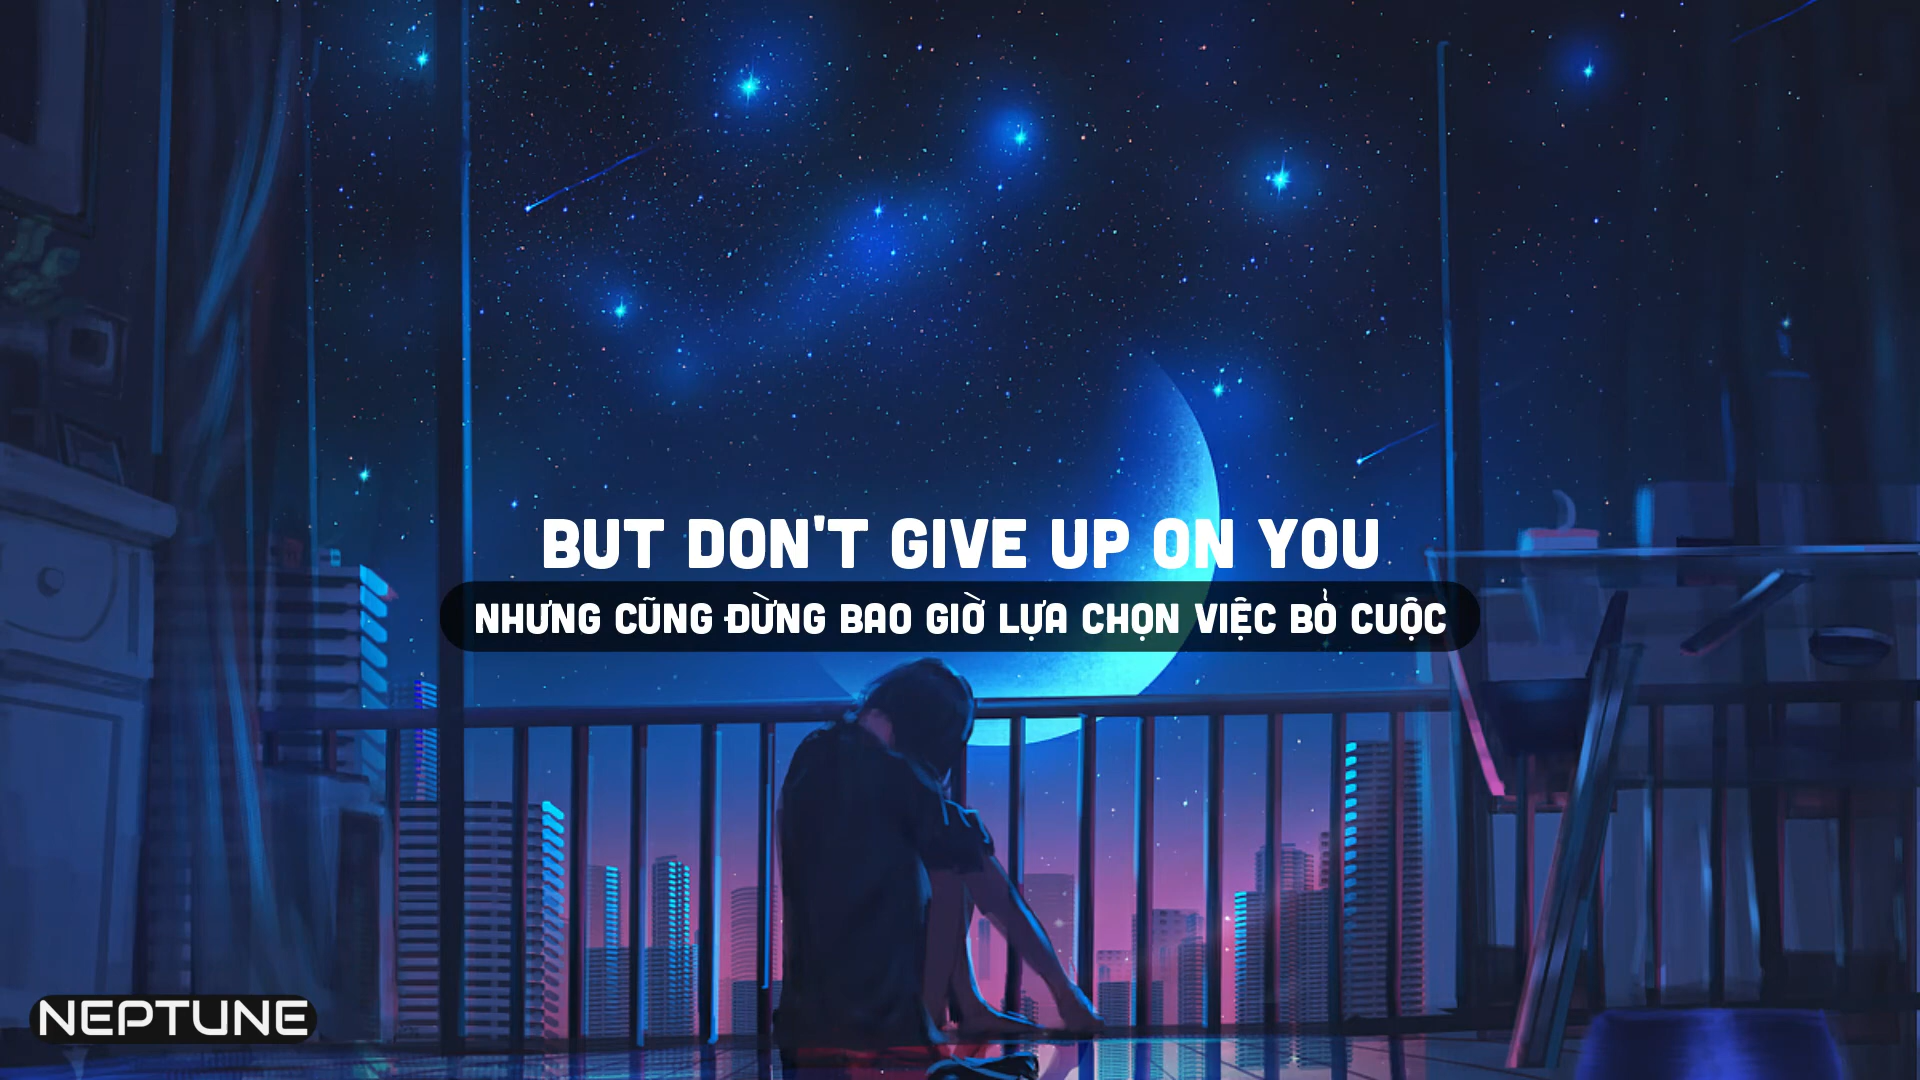 BUT DON'T GIVE UP ON YOU
NHƯNG CŨNG ĐỪNG BAO GIỜ LỰA CHỌN VIỆC BỎ CUỘC
NEPTUNE